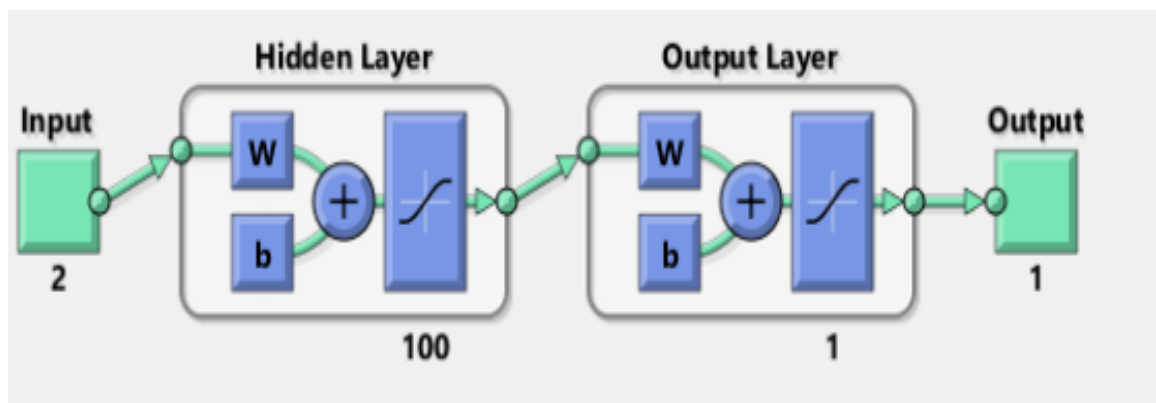 Hidden Layer
Output Layer
Input
Output
W
b
+
W
b
+
2
100
1
1